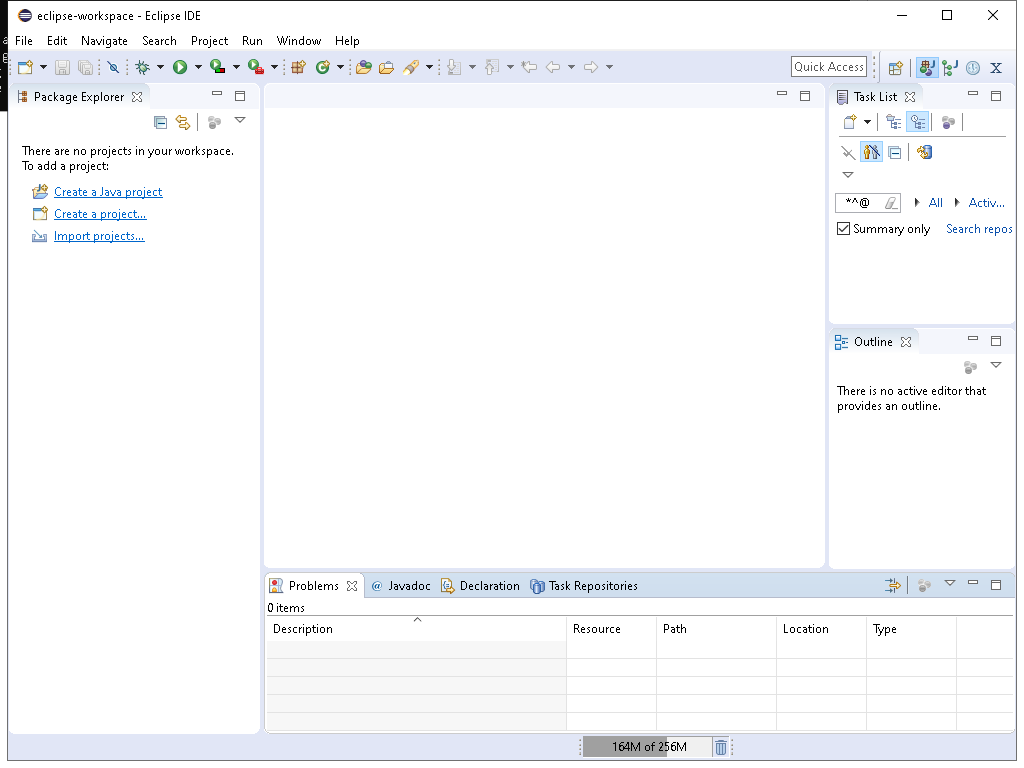 eclipse-workspace - Eclipse IDE
File Edit Navigate Search Project Run Window Help
Quick Access
Package Explorer
There are no projects in your workspace.
To add a project:
Create a Java project
Create a project...
Import projects...
Task List
*^@ All Activ...
Summary only Search repos
Outline
There is no active editor that
provides an outline.
Problems @ Javadoc Declaration Task Repositories
0 items
Description Resource Path Location Type
164M of 256M